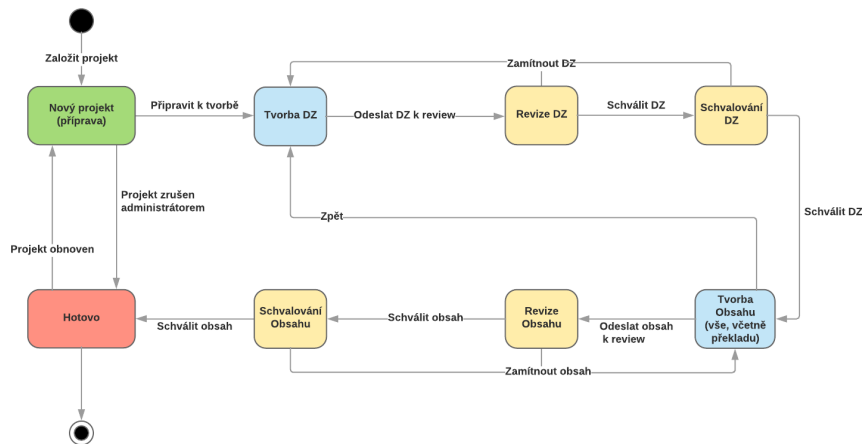 Založit projekt
Zamítnout DZ
Nový projekt
(příprava)
Připravit k tvorbě
Tvorba DZ
Odeslat DZ k review
Revize DZ
Schválit DZ
Schvalování
DZ
Projekt zrušen
administrátorem
Zpět
Schválit DZ
Projekt obnoven
Hotovo
Schválit obsah
Schvalování
Obsahu
Schválit obsah
Revize
Obsahu
Odeslat obsah
k review
Tvorba
Obsahu
(vše, včetně
překladu)
Zamítnout obsah